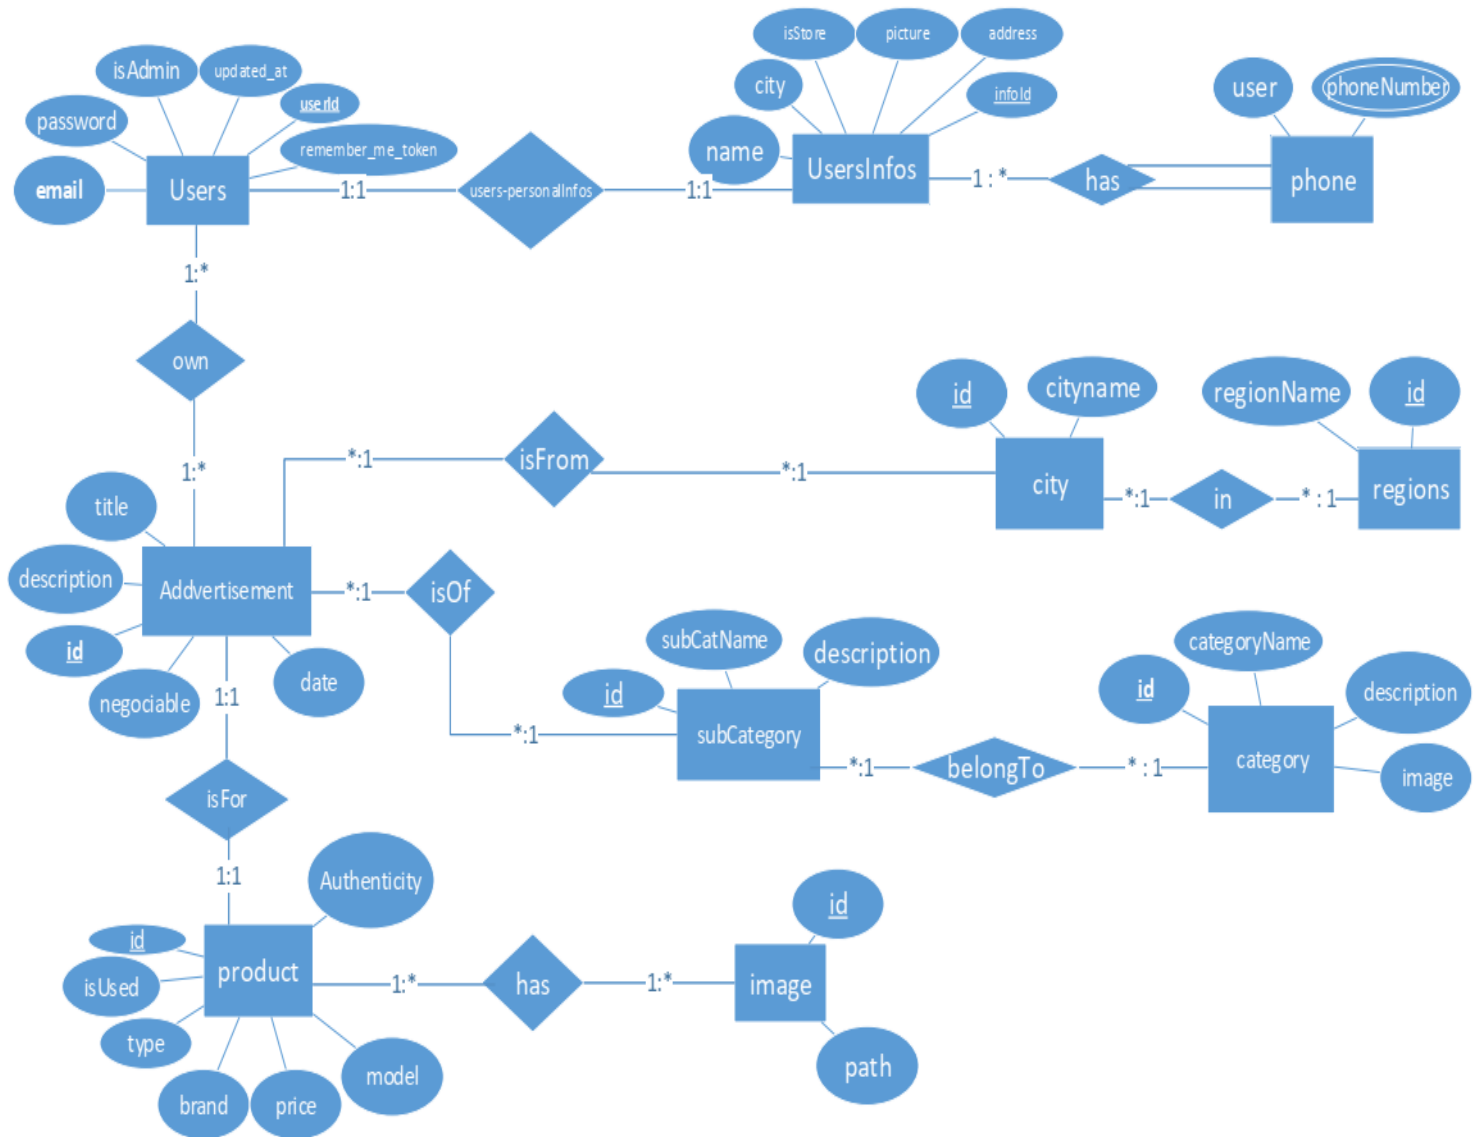 isStore
picture
address
isAdmin
updated_at
city
infoId
user
phoneNumber
password
userId
remember_me_token
name
email
Users
1:1
users-personalInfos
1:1
UsersInfos
1 : *
has
phone
1:*
own
1:*
id
cityname
regionName
id
*:1
isFrom
*:1
city
*:1
in
* : 1
regions
title
description
Addvertisement
*:1
isOf
id
negociable
date
1:1
*:1
subCatName
description
id
subCategory
*:1
belongTo
* : 1
categoryName
id
description
category
image
isFor
1:1
Authenticity
id
isUsed
type
brand
price
model
product
1:*
has
1:*
image
id
path